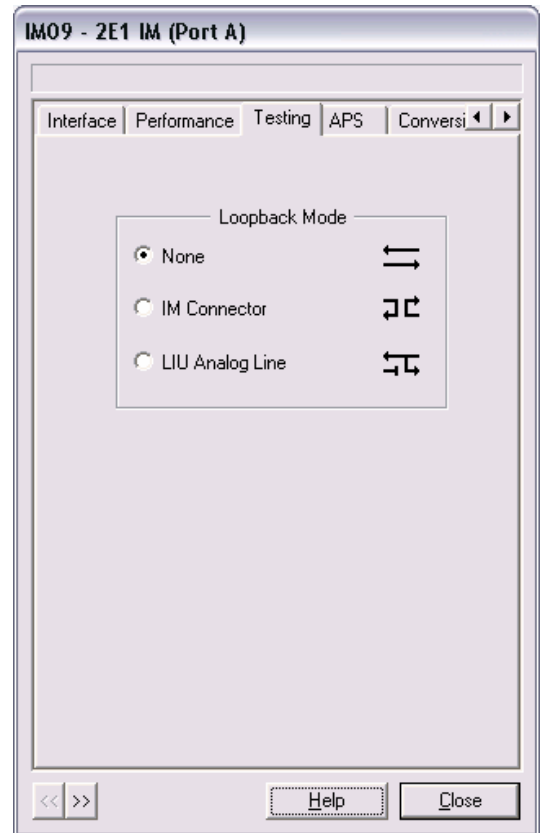 IM09 - 2E1 IM (Port A)
Interface Performance Testing APS Conversi
Loopback Mode
None
IM Connector
LIU Analog Line
<< >> Help Close